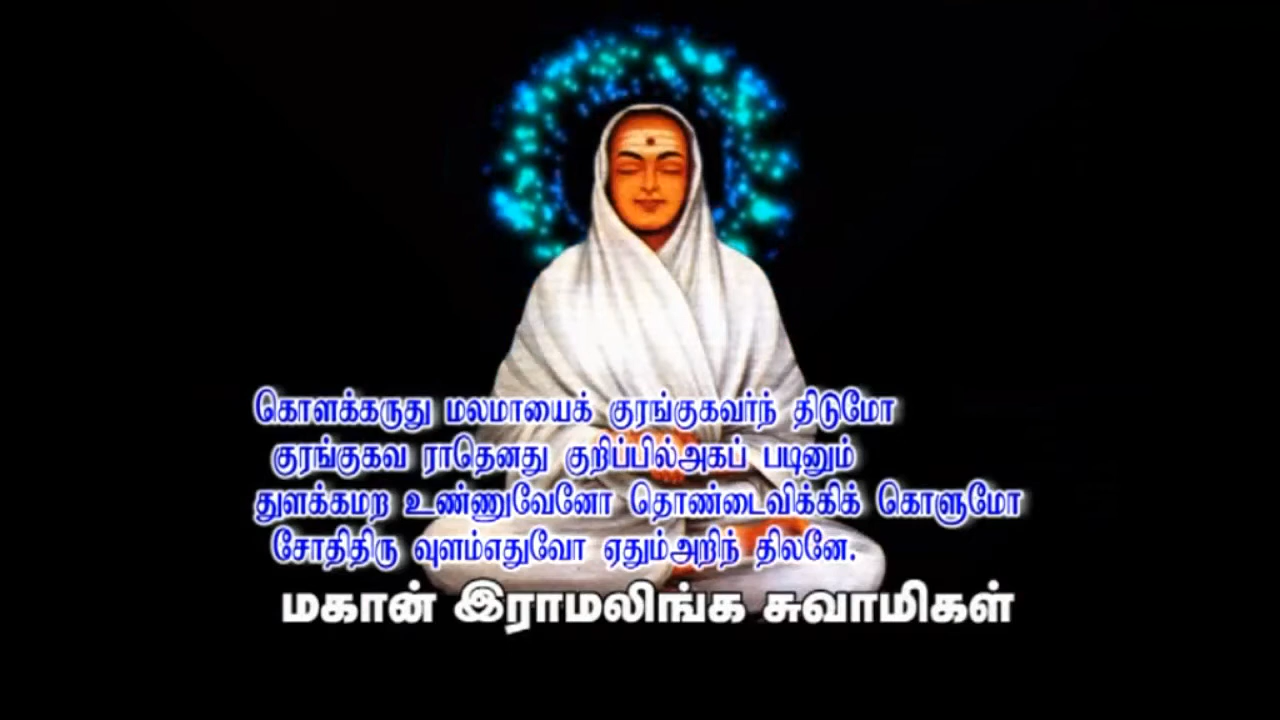 கொளக்கருது மலமாயைக் குரங்குகவர்ந் திடுமோ
குரங்குகவ ராதெனது குறிப்பில்அகப் படினும்
துளக்கமற உண்ணுவேனோ தொண்டைவிக்கிக் கொளுமோ
சோதிதிரு வுளம்எதுவோ ஏதும்அறிந் திலனே.
மகான் இராமலிங்க சுவாமிகள்